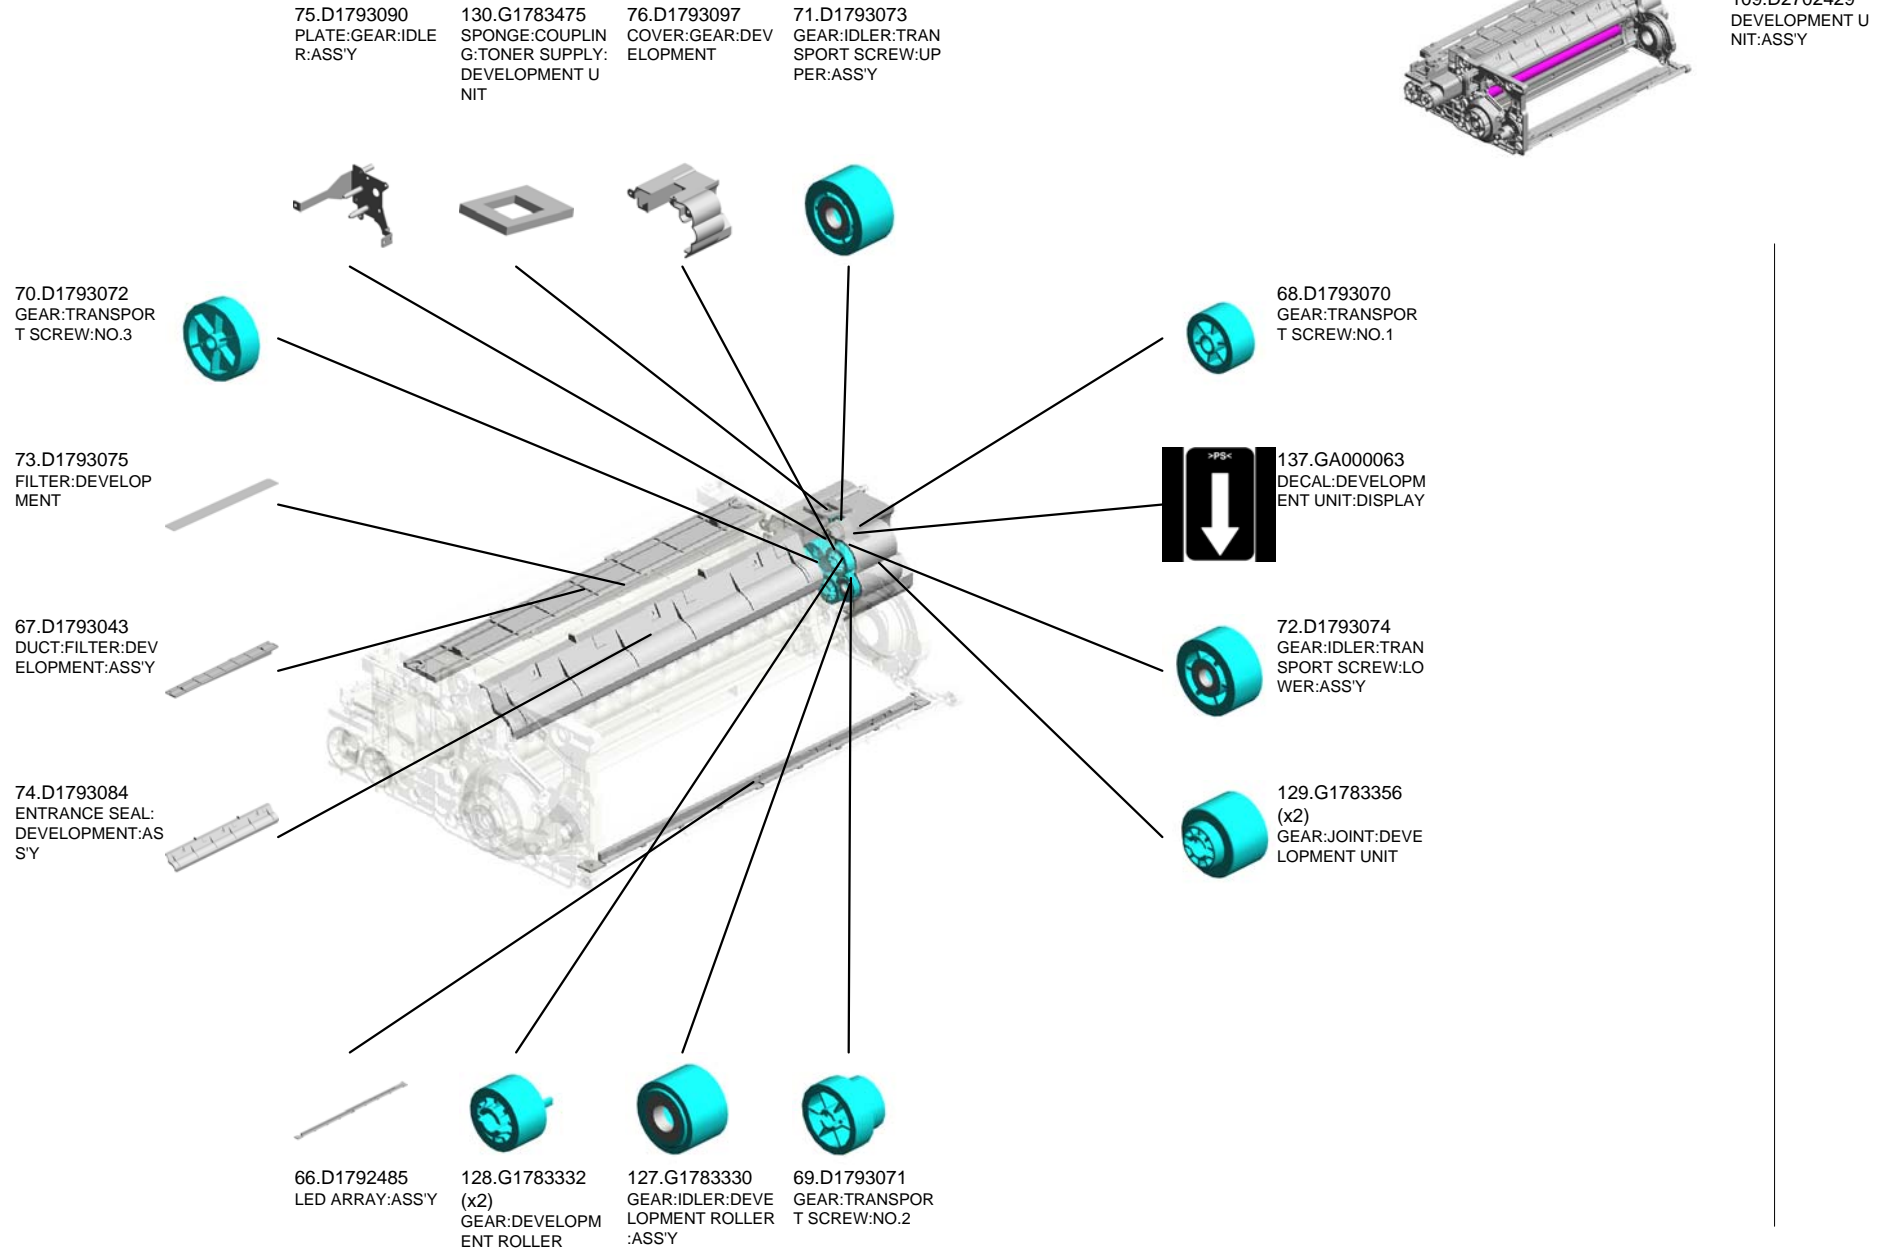 75.D1793090
PLATE:GEAR:IDLE
R:ASS'Y
130.G1783475
SPONGE:COUPLIN
G:TONER SUPPLY:
DEVELOPMENT U
NIT
76.D1793097
COVER:GEAR:DEV
ELOPMENT
71.D1793073
GEAR:IDLER:TRAN
SPORT SCREW:UP
PER:ASS'Y
109.D2702429
DEVELOPMENT U
NIT:ASS'Y
70.D1793072
GEAR:TRANSPOR
T SCREW:NO.3
68.D1793070
GEAR:TRANSPOR
T SCREW:NO.1
73.D1793075
FILTER:DEVELOP
MENT
>PS<
137.GA000063
DECAL:DEVELOPM
ENT UNIT:DISPLAY
67.D1793043
DUCT:FILTER:DEV
ELOPMENT:ASS'Y
72.D1793074
GEAR:IDLER:TRAN
SPORT SCREW:LO
WER:ASS'Y
74.D1793084
ENTRANCE SEAL:
DEVELOPMENT:AS
S'Y
129.G1783356
(x2)
GEAR:JOINT:DEVE
LOPMENT UNIT
66.D1792485
LED ARRAY:ASS'Y
128.G1783332
(x2)
GEAR:DEVELOPM
ENT ROLLER
127.G1783330
GEAR:IDLER:DEVE
LOPMENT ROLLER
:ASS'Y
69.D1793071
GEAR:TRANSPOR
T SCREW:NO.2